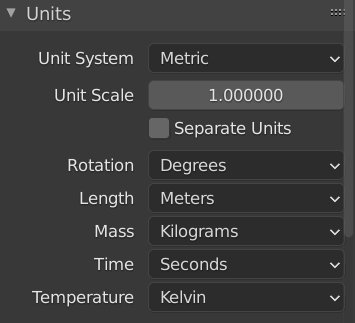 Units
Unit System Metric
Unit Scale 1.000000
Separate Units
Rotation Degrees
Length Meters
Mass Kilograms
Time Seconds
Temperature Kelvin